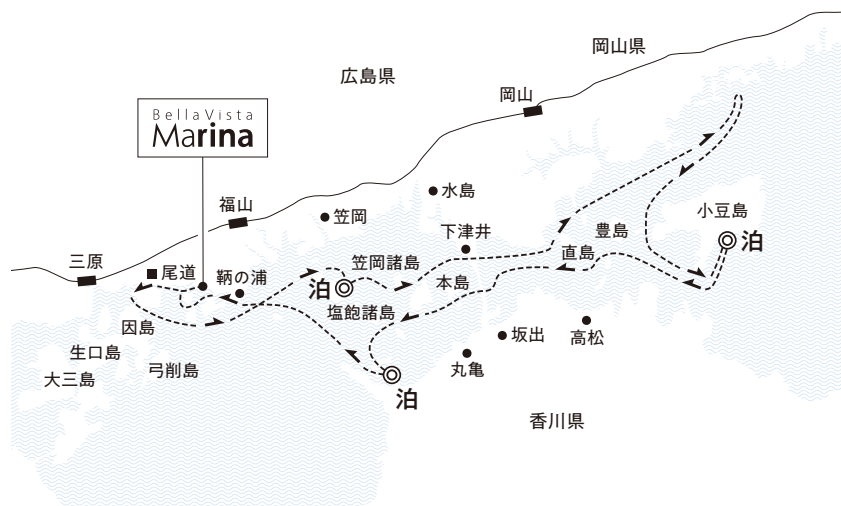 岡山県
広島県
岡山
BellaVista
Marina
水島
福山
笠岡
小豆島
下津井
豊島
泊
三原
笠岡諸島
直島
尾道
鞆の浦
本島
泊
塩飽諸島
因島
坂出
高松
生口島
弓削島
丸亀
大三島
泊
香川県